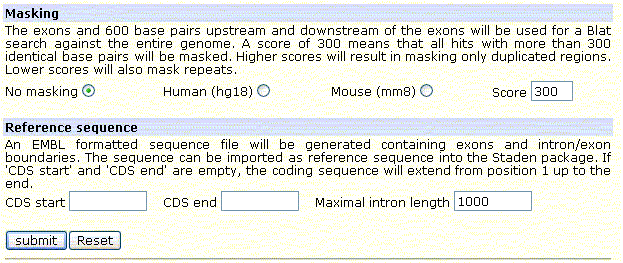 Masking
The exons and 600 base pairs upstream and downstream of the exons will be used for a Blat
search against the entire genome. A score of 300 means that all hits with more than 300
identical base pairs will be masked. Higher scores will result in masking only duplicated regions.
Lower scores will also mask repeats.
No masking Human (hg18) Mouse (mm8) Score 300
Reference sequence
An EMBL formatted sequence file will be generated containing exons and intron/exon
boundaries. The sequence can be imported as reference sequence into the Staden package. If
'CDS start' and 'CDS end' are empty, the coding sequence will extend from position 1 up to the
end.
CDS start CDS end Maximal intron length 1000
submit Reset